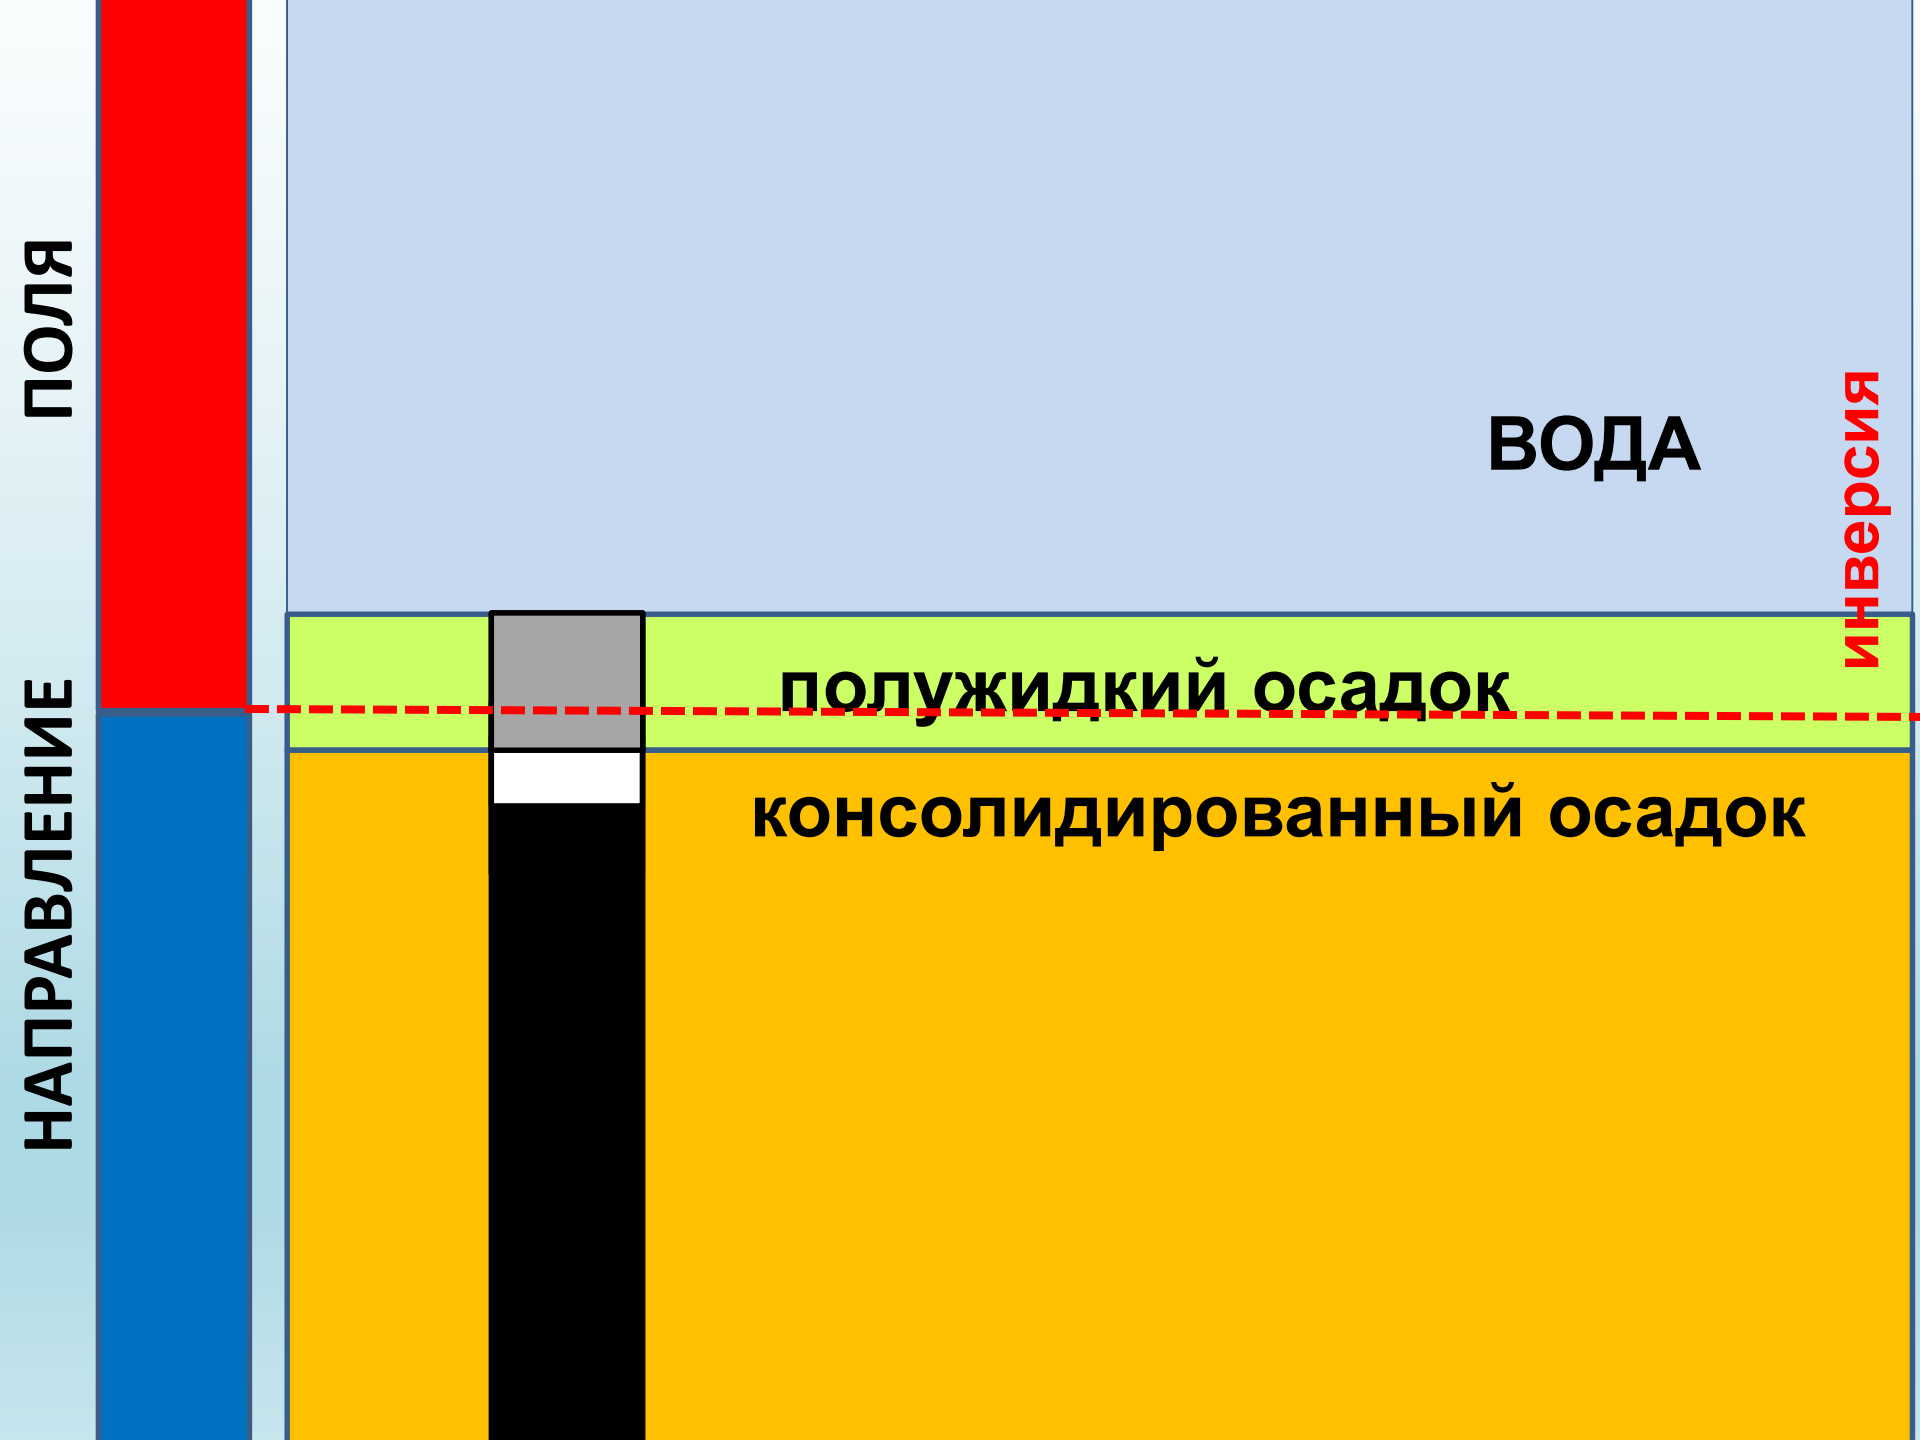 НАПРАВЛЕНИЕ ПОЛЯ
ВОДА
инверсия
полужидкий осадок
консолидированный осадок